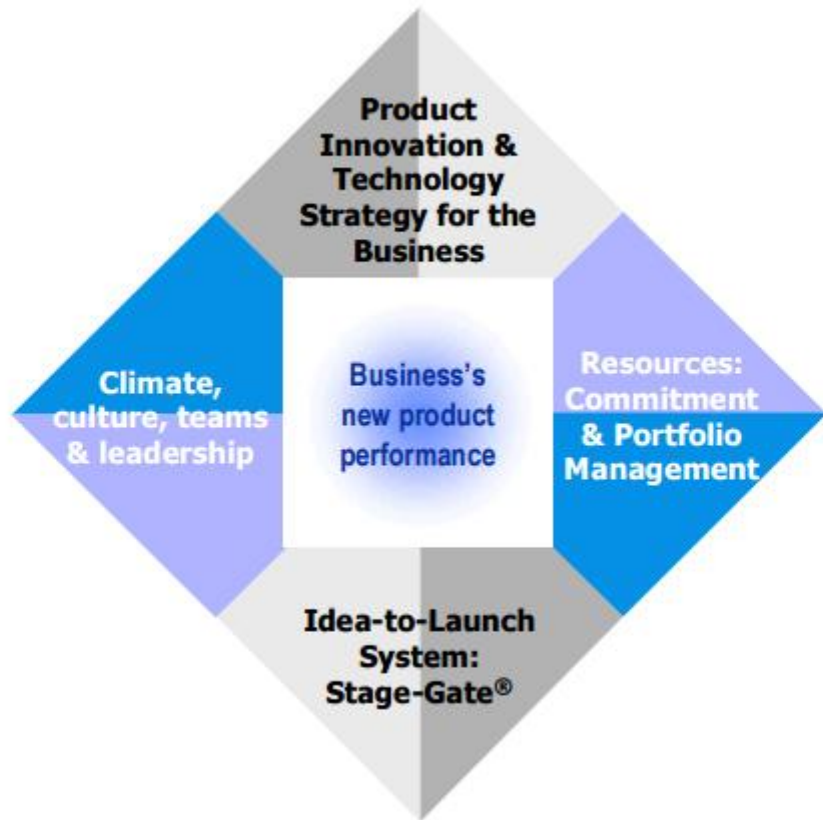 Product
Innovation &
Technology
Strategy for the
Business
Climate,
culture, teams
& leadership
Business's
new product
performance
Resources:
Commitment
& Portfolio
Management
Idea-to-Launch
System:
Stage-Gate®